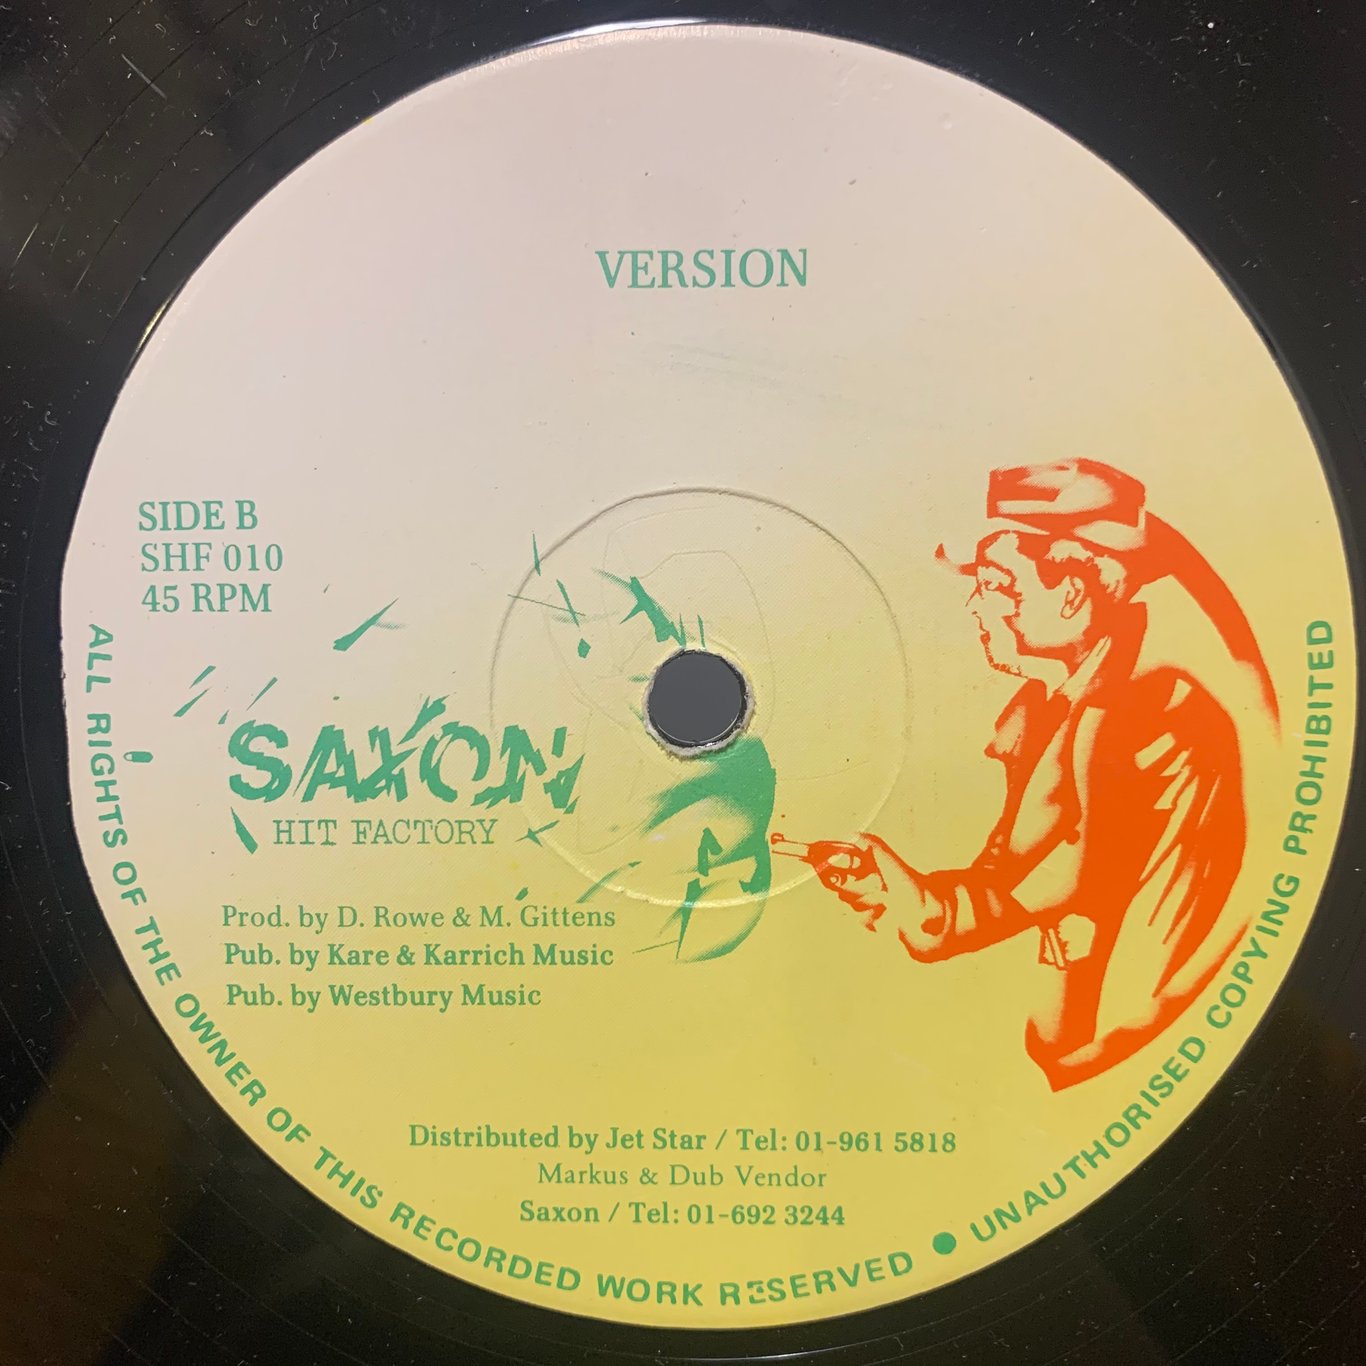 VERSION
SIDE B
SHF 010
45 RPM
SAXON
HIT FACTORY
Prod. by D. Rowe & M. Gittens
Pub. by Kare & Karrich Music
Pub. by Westbury Music
Distributed by Jet Star / Tel: 01-961 5818
Markus & Dub Vendor
Saxon / Tel: 01-692 3244
ALL RIGHTS OF THE OWNER OF THIS RECORDED WORK RESERVED ● UNAUTHORISED COPYING PROHIBITED